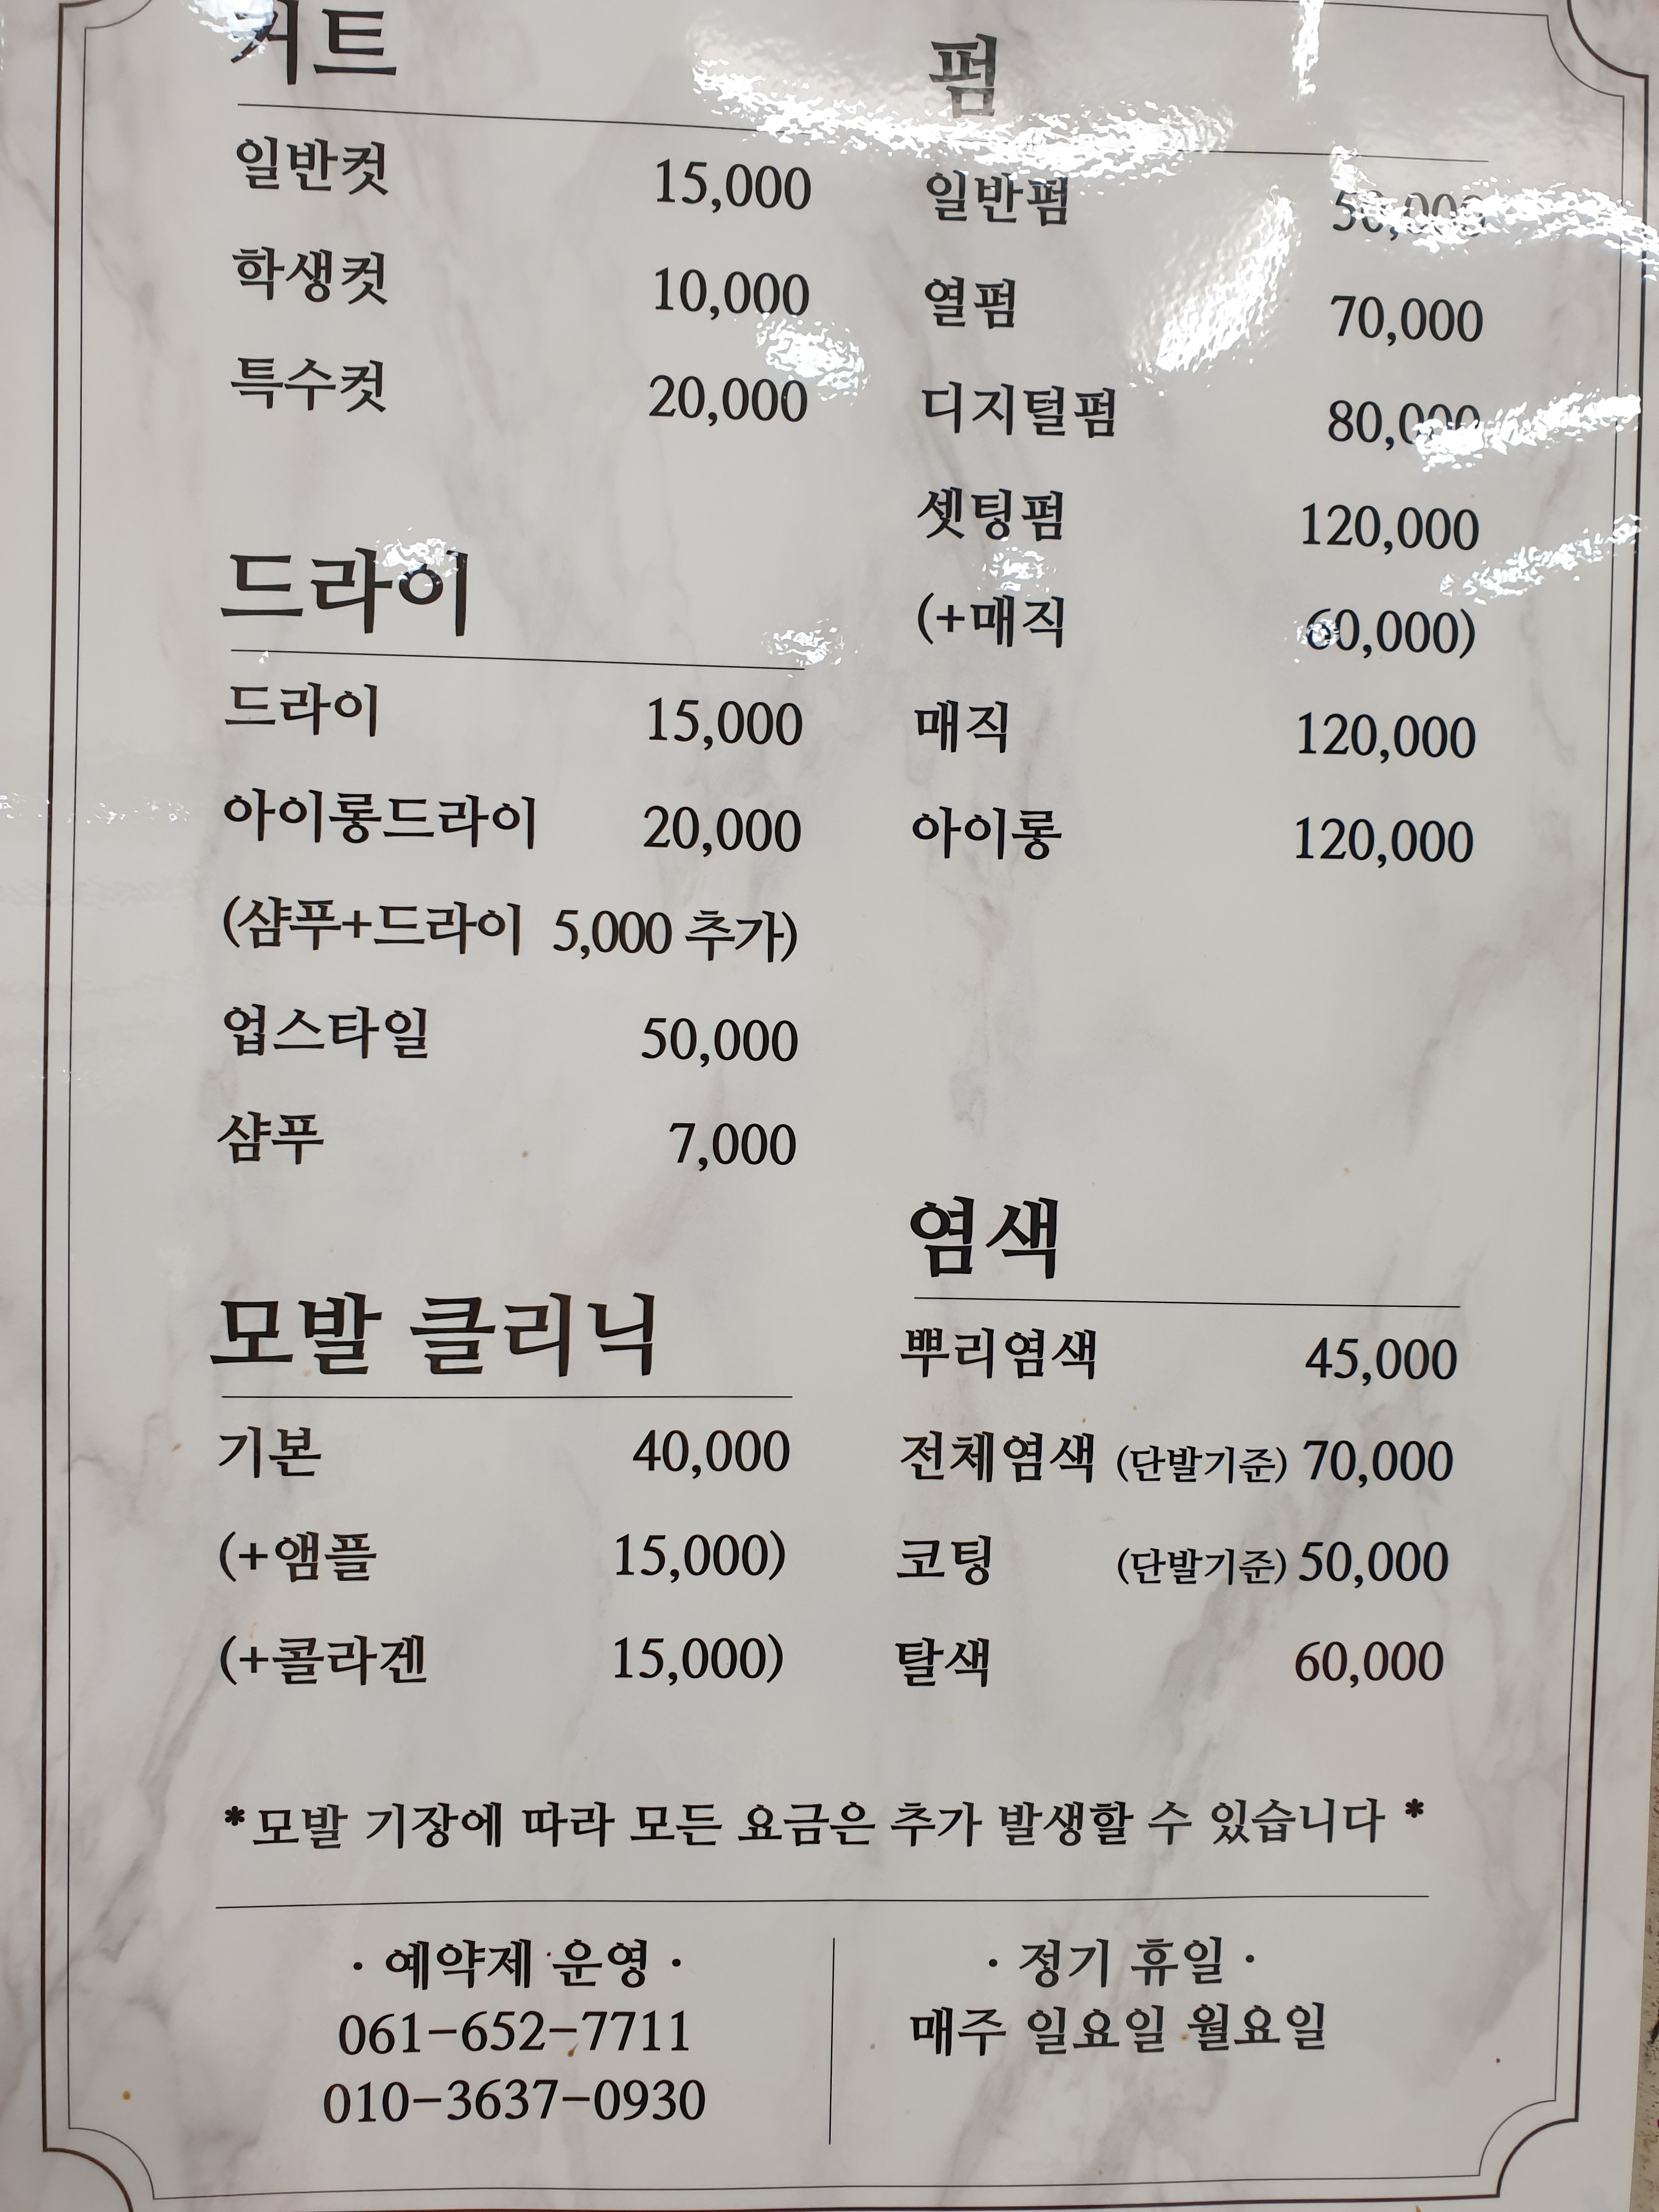 커트
일반컷 15,000
학생컷 10,000
특수컷 20,000
드라이
드라이 15,000
아이롱드라이 20,000
(샴푸+드라이 5,000 추가)
업스타일 50,000
샴푸 7,000
모발 클리닉
기본 40,000
(+앰플 15,000)
(+콜라겐 15,000)
펌
일반펌 50,000
열펌 70,000
디지털펌 80,000
셋팅펌 120,000
(+매직 60,000)
매직 120,000
아이롱 120,000
염색
뿌리염색 45,000
전체염색 (단발기준) 70,000
코팅 (단발기준) 50,000
탈색 60,000
* 모발 기장에 따라 모든 요금은 추가 발생할 수 있습니다 *
· 예약제 운영 ·
061-652-7711
010-3637-0930
· 정기 휴일 ·
매주 일요일 월요일